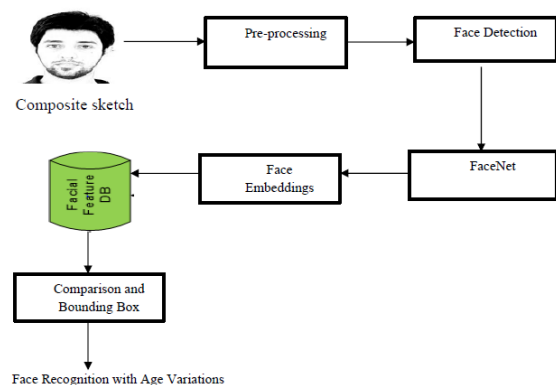 Pre-processing
Face Detection
Composite sketch
FaceNet
Face
Embeddings
Facial
Feature
DB
Comparison and
Bounding Box
Face Recognition with Age Variations